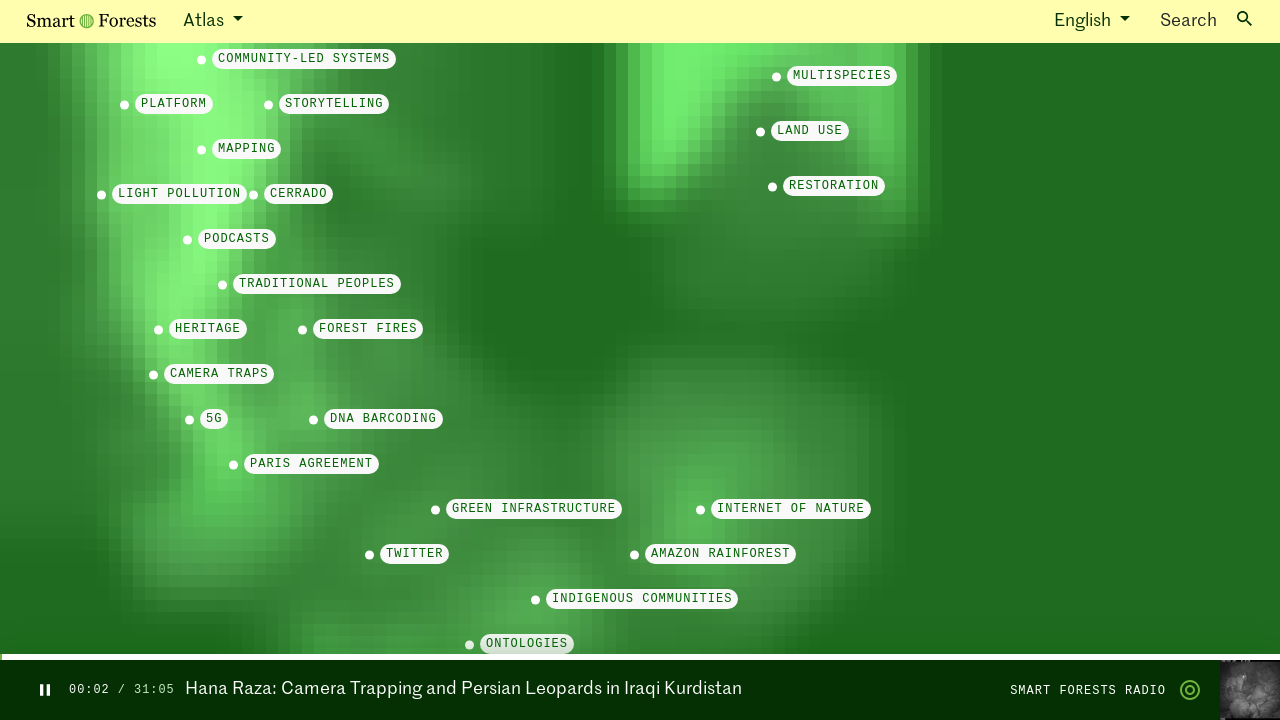 Smart Forests Atlas English Search
COMMUNITY-LED SYSTEMS
MULTISPECIES
PLATFORM STORYTELLING
LAND USE
MAPPING
RESTORATION
LIGHT POLLUTION CERRADO
PODCASTS
TRADITIONAL PEOPLES
HERITAGE FOREST FIRES
CAMERA TRAPS
5G DNA BARCODING
PARIS AGREEMENT
GREEN INFRASTRUCTURE INTERNET OF NATURE
TWITTER AMAZON RAINFOREST
INDIGENOUS COMMUNITIES
ONTOLOGIES
00:02 / 31:05 Hana Raza: Camera Trapping and Persian Leopards in Iraqi Kurdistan SMART FORESTS RADIO